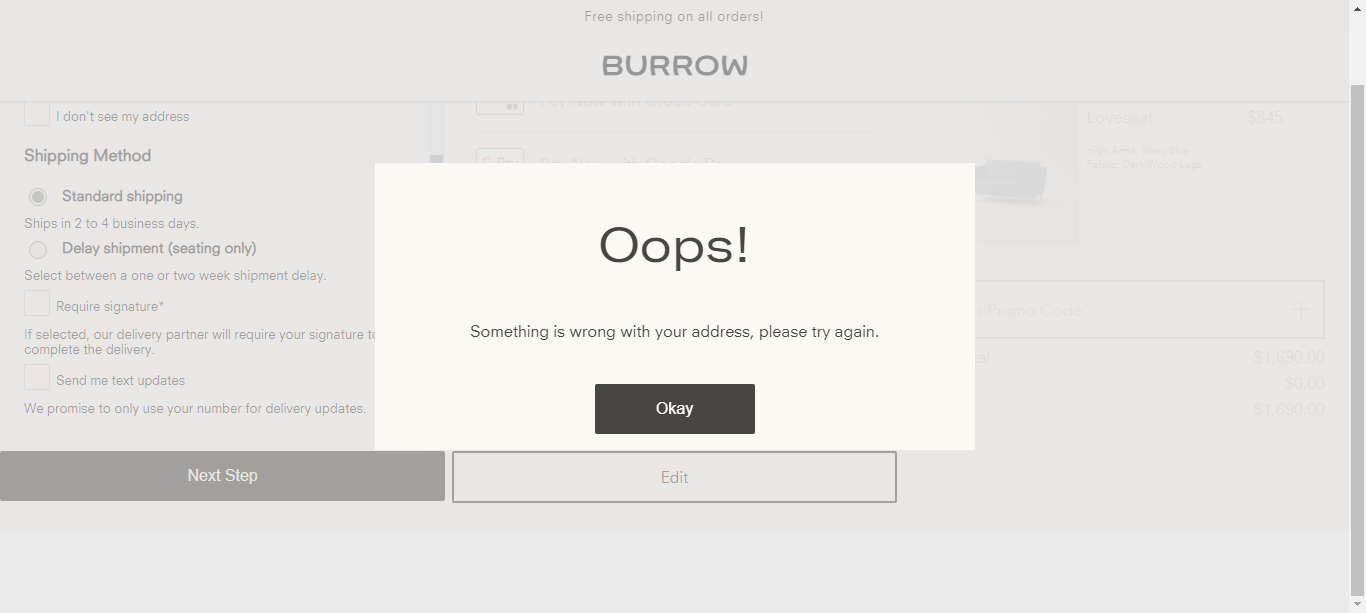 Free shipping on all orders!
BURROW
I don't see my address
Shipping Method
Standard shipping
Ships in 2 to 4 business days.
Delay shipment (seating only)
Select between a one or two week shipment delay.
Require signature*
If selected, our delivery partner will require your signature to
complete the delivery.
Send me text updates
We promise to only use your number for delivery updates.
Next Step
Pay Now with Credit Card
G Pay
Pay Now with Google
Edit
Oops!
Something is wrong with your address, please try again.
Okay
Loveseat $845
High Arms, Navy Blue
Fabric, Dark Wood Legs
Promo Code
$1,690.00
$0.00
$1,690.00